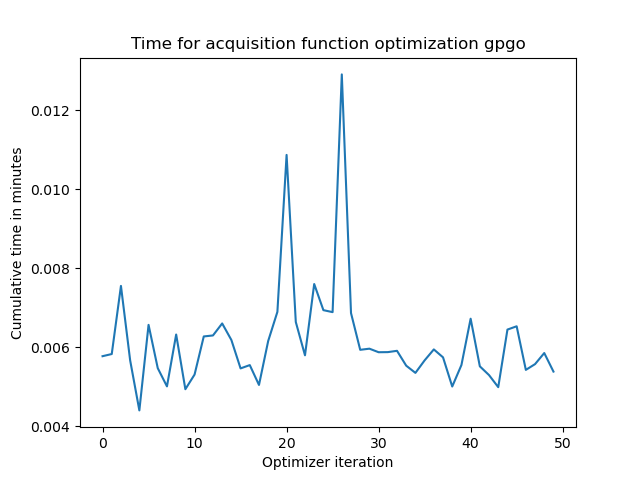 Time for acquisition function optimization gpgo
Cumulative time in minutes
0.012
0.010
0.008
0.006
0.004
0 10 20 30 40 50
Optimizer iteration